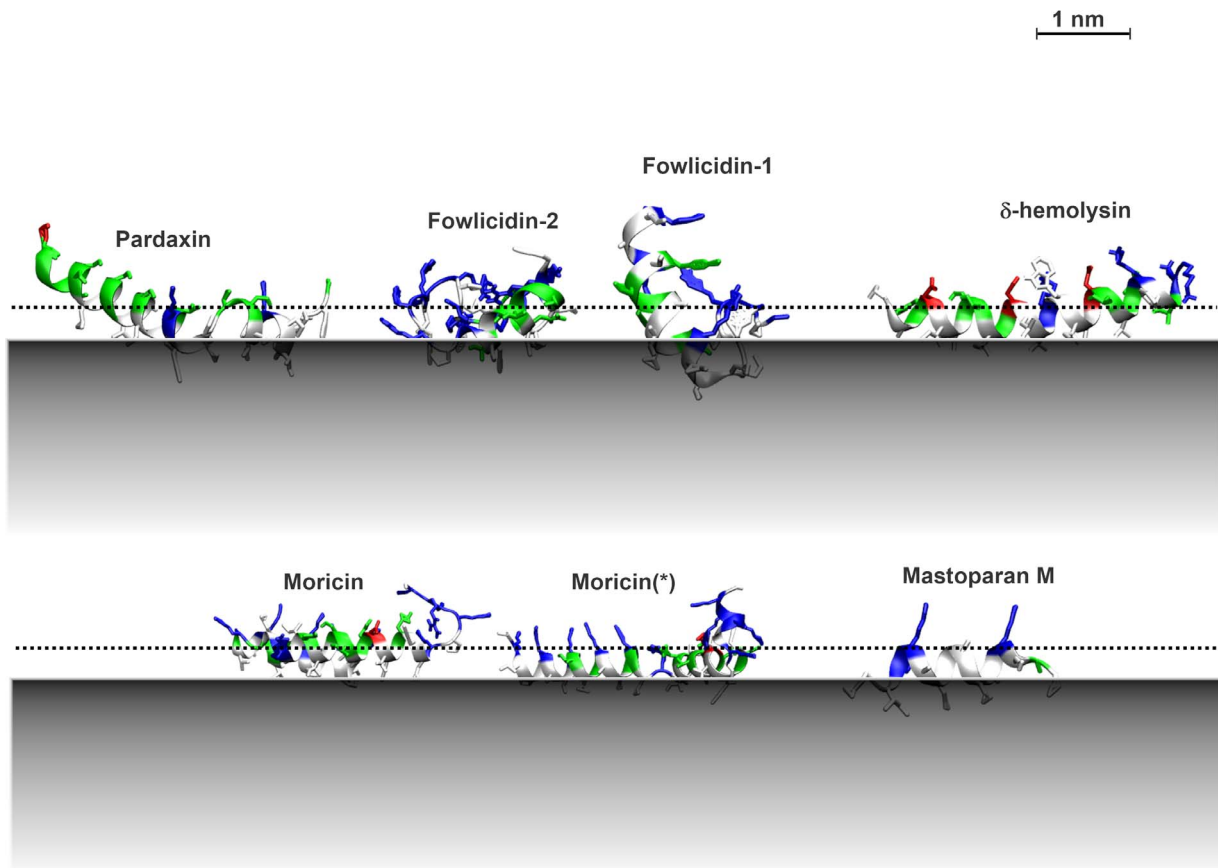 1 nm
Fowlicidin-1
Pardaxin
Fowlicidin-2
δ-hemolysin
Moricin
Moricin(*)
Mastoparan M